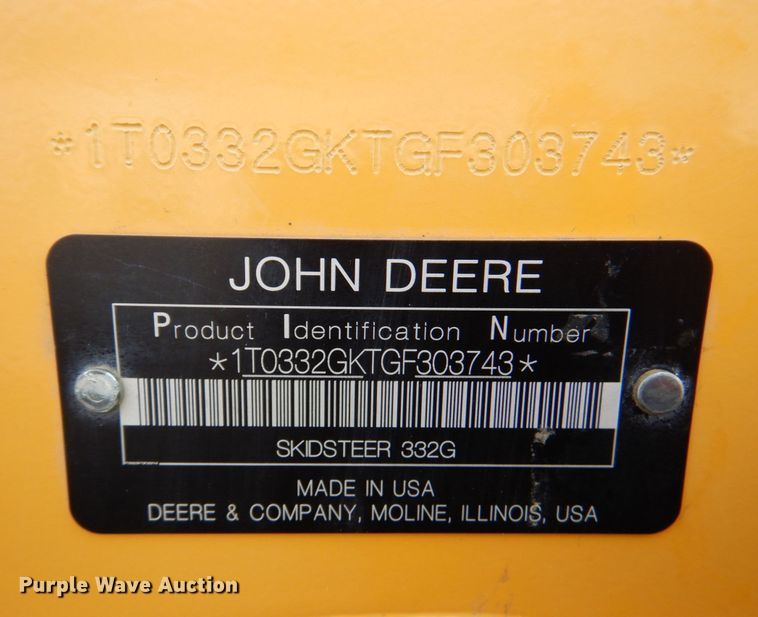 *1T0332GKTGF303743*
JOHN DEERE
Product Identification Number
*1T0332GKTGF303743*
SKIDSTEER 332G
MADE IN USA
DEERE & COMPANY, MOLINE, ILLINOIS, USA
Purple Wave Auction